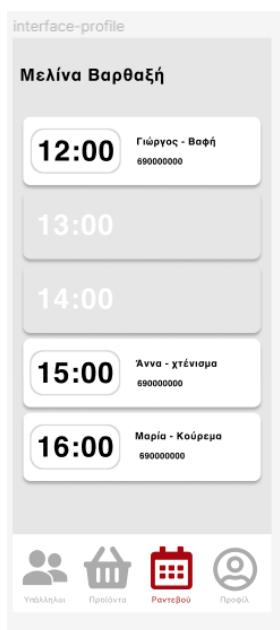 interface-profile
Μελίνα Βαρθαξή
12:00
Γιώργος - Βαφή
690000000
13:00
14:00
15:00
Άννα - χτένισμα
690000000
16:00
Μαρία - Κούρεμα
690000000
Υπάλληλοι Προϊόντα Ραντεβού Προφίλ